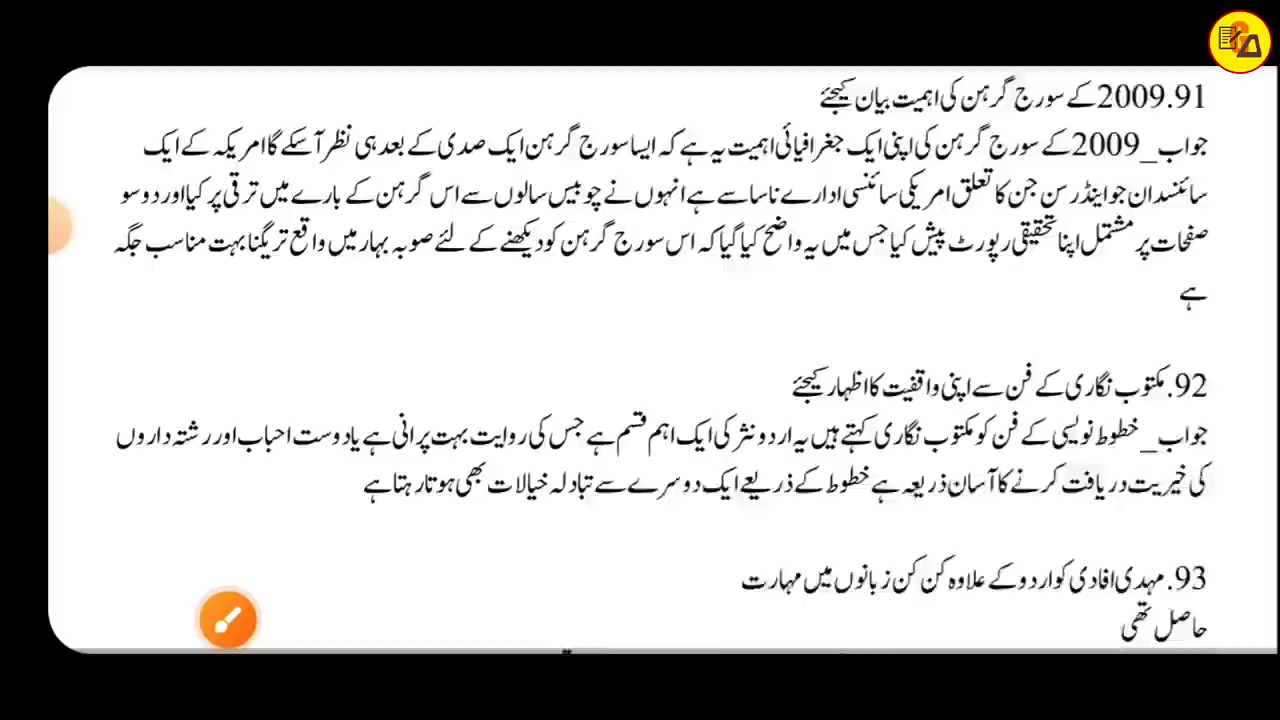 91.2009 کے سورج گرہن کی اہمیت بیان کیجئے
جواب_2009 کے سورج گرہن کی اپنی ایک جغرافیائی اہمیت یہ ہے کہ ایسا سورج گرہن ایک صدی کے بعد ہی نظر آسکے گا امریکہ کے ایک
سائنسدان جو اینڈرسن جن کا تعلق امریکی سائنسی ادارے ناسا سے ہے انہوں نے چوبیس سالوں سے اس گرہن کے بارے میں ترقی پر کیا اور دو سو
صفحات پر مشتمل اپنا تحقیقی رپورٹ پیش کیا جس میں یہ واضح کیا گیا کہ اس سورج گرہن کو دیکھنے کے لئے صوبہ بہار میں واقع تریگنا بہت مناسب جگہ
ہے
92. مکتوب نگاری کے فن سے اپنی واقفیت کا اظہار کیجئے
جواب_ خطوط نویسی کے فن کو مکتوب نگاری کہتے ہیں یہ اردو نثر کی ایک اہم قسم ہے جس کی روایت بہت پرانی ہے یا دوست احباب اور رشتہ داروں
کی خیریت دریافت کرنے کا آسان ذریعہ ہے خطوط کے ذریعے ایک دوسرے سے تبادلہ خیالات بھی ہوتا رہتا ہے
93. مہدی افادی کو اردو کے علاوہ کن کن زبانوں میں مہارت
حاصل تھی